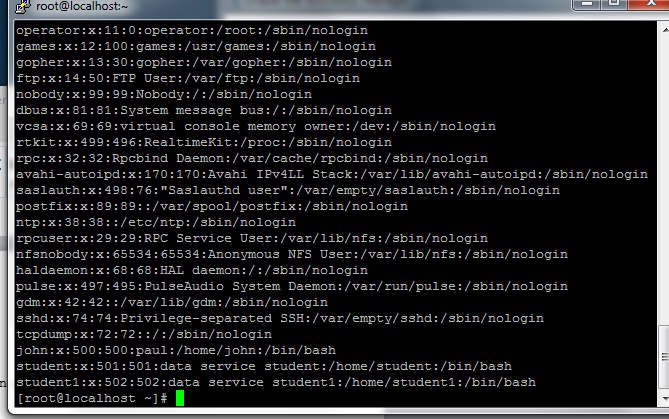 root@localhost:~
operator:x:11:0:operator:/root:/sbin/nologin
games:x:12:100:games:/usr/games:/sbin/nologin
gopher:x:13:30:gopher:/var/gopher:/sbin/nologin
ftp:x:14:50:FTP User:/var/ftp:/sbin/nologin
nobody:x:99:99:Nobody:/:/sbin/nologin
dbus:x:81:81:System message bus:/:/sbin/nologin
vcsa:x:69:69:virtual console memory owner:/dev:/sbin/nologin
rtkit:x:499:496:RealtimeKit:/proc:/sbin/nologin
rpc:x:32:32:Rpcbind Daemon:/var/cache/rpcbind:/sbin/nologin
avahi-autoipd:x:170:170:Avahi IPv4LL Stack:/var/lib/avahi-autoipd:/sbin/nologin
saslauth:x:498:76:"Saslauthd user":/var/empty/saslauth:/sbin/nologin
postfix:x:89:89::/var/spool/postfix:/sbin/nologin
ntp:x:38:38::/etc/ntp:/sbin/nologin
rpcuser:x:29:29:RPC Service User:/var/lib/nfs:/sbin/nologin
nfsnobody:x:65534:65534:Anonymous NFS User:/var/lib/nfs:/sbin/nologin
haldaemon:x:68:68:HAL daemon:/:/sbin/nologin
pulse:x:497:495:PulseAudio System Daemon:/var/run/pulse:/sbin/nologin
gdm:x:42:42::/var/lib/gdm:/sbin/nologin
sshd:x:74:74:Privilege-separated SSH:/var/empty/sshd:/sbin/nologin
tcpdump:x:72:72::/:/sbin/nologin
john:x:500:500:paul:/home/john:/bin/bash
student:x:501:501:data service student:/home/student:/bin/bash
student1:x:502:502:data service student1:/home/student1:/bin/bash
[root@localhost ~]#